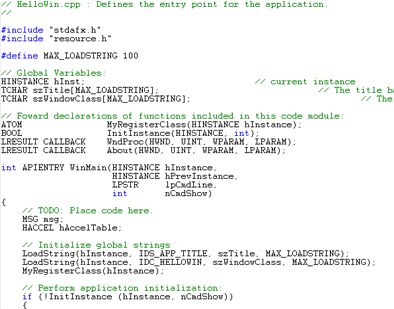 // HelloWin.cpp : Defines the entry point for the application.
//
#include "stdafx.h"
#include "resource.h"
#define MAX_LOADSTRING 100
// Global Variables:
HINSTANCE hInst; // current instance
TCHAR szTitle[MAX_LOADSTRING]; // The title ba
TCHAR szWindowClass[MAX_LOADSTRING]; // The
// Foward declarations of functions included in this code module:
ATOM MyRegisterClass(HINSTANCE hInstance);
BOOL InitInstance(HINSTANCE, int);
LRESULT CALLBACK WndProc(HWND, UINT, WPARAM, LPARAM);
LRESULT CALLBACK About(HWND, UINT, WPARAM, LPARAM);
int APIENTRY WinMain(HINSTANCE hInstance,
HINSTANCE hPrevInstance,
LPSTR lpCmdLine,
int nCmdShow)
{
// TODO: Place code here.
MSG msg;
HACCEL hAccelTable;
// Initialize global strings
LoadString(hInstance, IDS_APP_TITLE, szTitle, MAX_LOADSTRING);
LoadString(hInstance, IDC_HELLOWIN, szWindowClass, MAX_LOADSTRING);
MyRegisterClass(hInstance);
// Perform application initialization:
if (!InitInstance (hInstance, nCmdShow))
{